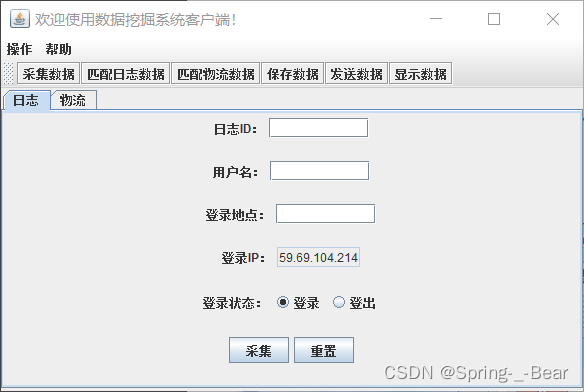 欢迎使用数据挖掘系统客户端！
操作 帮助
采集数据 匹配日志数据 匹配物流数据 保存数据 发送数据 显示数据
日志 物流
日志ID：
用户名：
登录地点：
登录IP： 59.69.104.214
登录状态： 登录 登出
采集 重置
CSDN @Spring-_-Bear